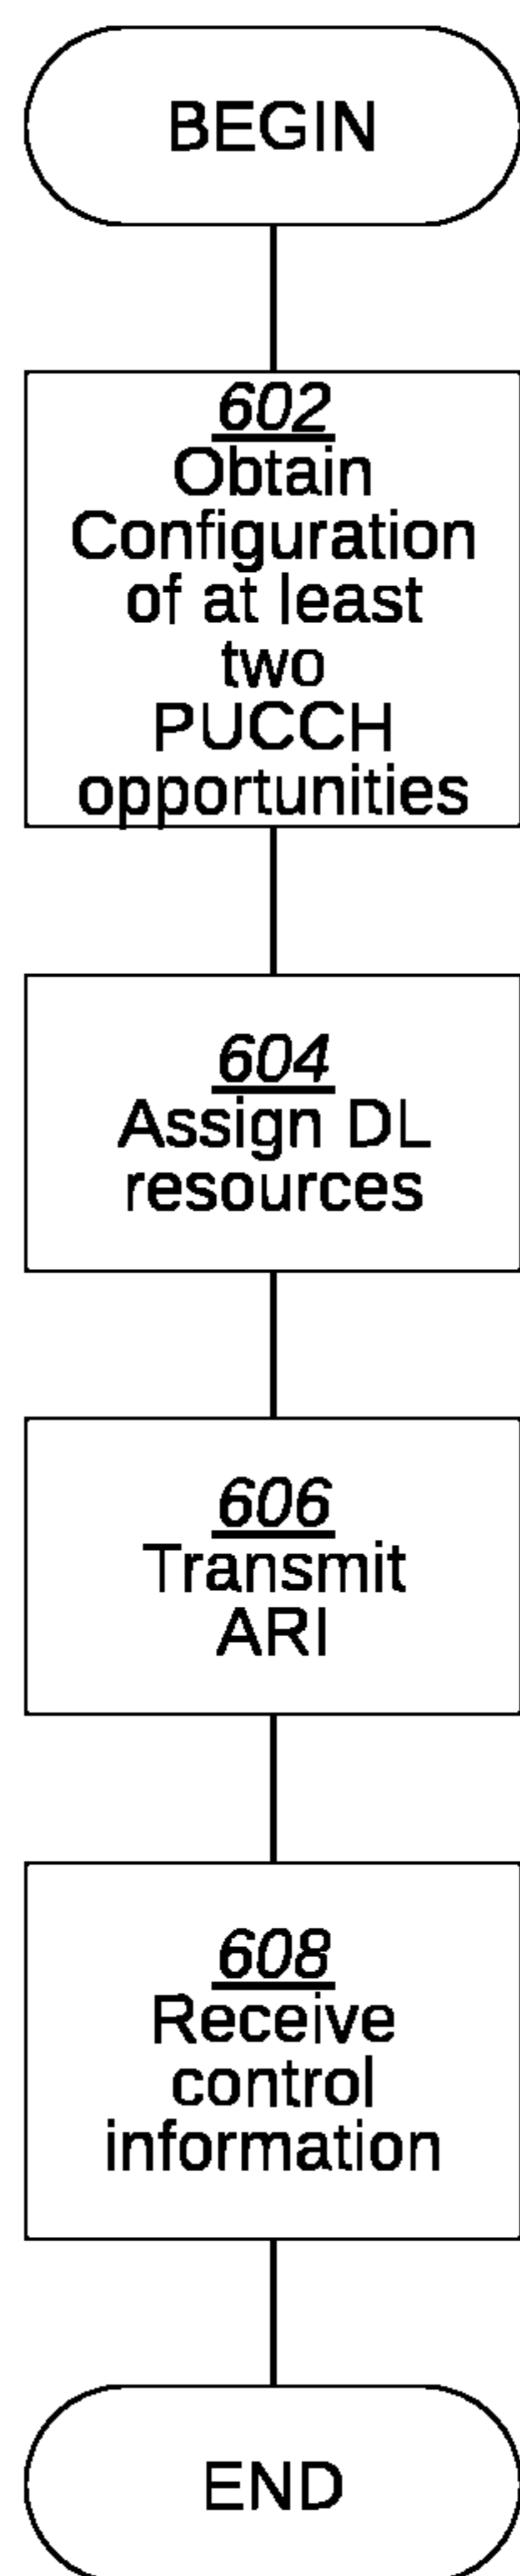 BEGIN
602
Obtain
Configuration
of at least
two
PUCCH
opportunities
604
Assign DL
resources
606
Transmit
ARI
608
Receive
control
information
END